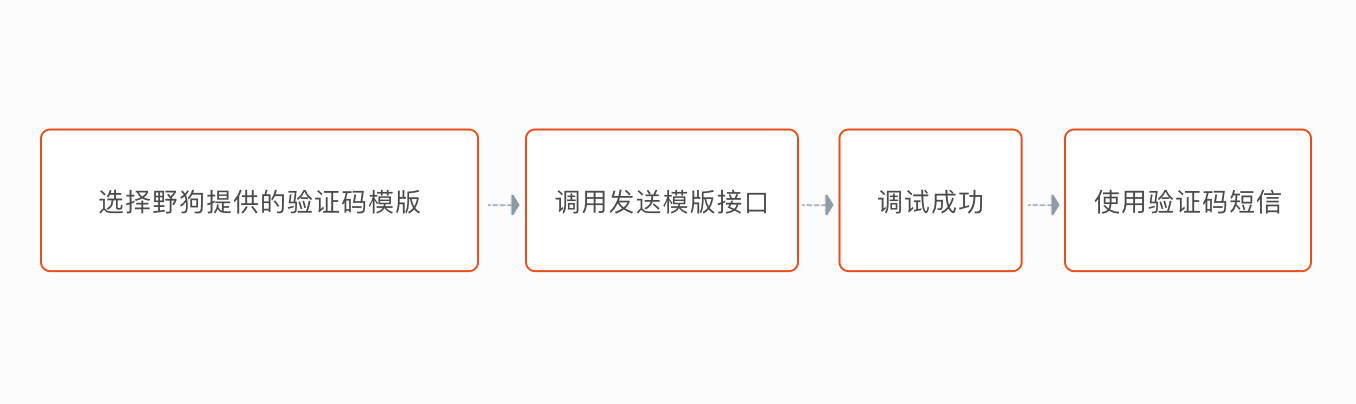 选择野狗提供的验证码模版
调用发送模版接口
调试成功
使用验证码短信